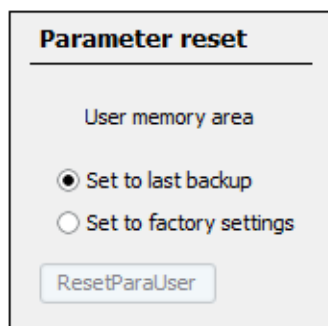 Parameter reset
User memory area
Set to last backup
Set to factory settings
ResetParaUser